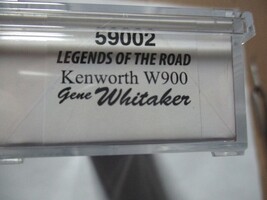 59002
LEGENDS OF THE ROAD
Kenworth W900
Gene Whitaker